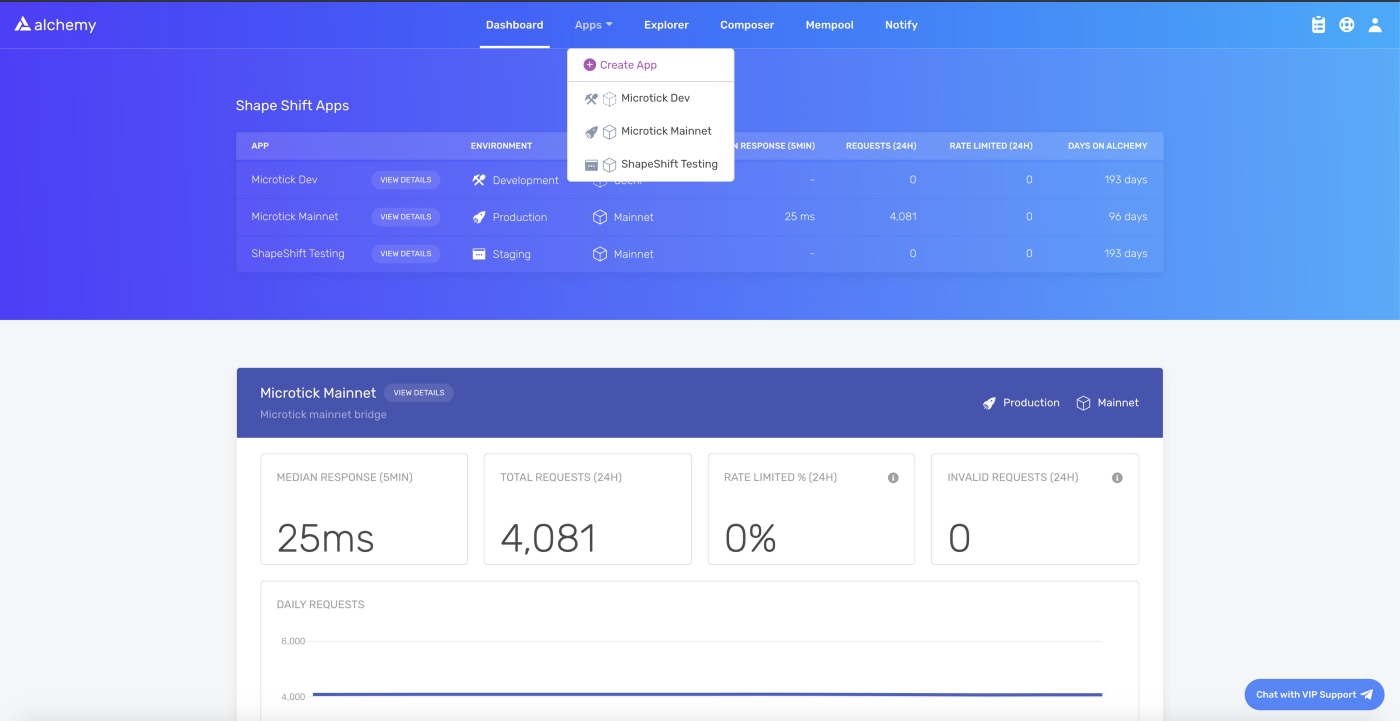 alchemy
Dashboard Apps Explorer Composer Mempool Notify
Create App
Microtick Dev
Microtick Mainnet
ShapeShift Testing
Shape Shift Apps
APP ENVIRONMENT RESPONSE (5MIN) REQUESTS (24H) RATE LIMITED (24H) DAYS ON ALCHEMY
Microtick Dev VIEW DETAILS Development - 0 0 193 days
Microtick Mainnet VIEW DETAILS Production Mainnet 25 ms 4,081 0 96 days
ShapeShift Testing VIEW DETAILS Staging Mainnet - 0 0 193 days
Microtick Mainnet VIEW DETAILS
Microtick mainnet bridge
Production Mainnet
MEDIAN RESPONSE (5MIN)
25ms
TOTAL REQUESTS (24H)
4,081
RATE LIMITED % (24H)
0%
INVALID REQUESTS (24H)
0
DAILY REQUESTS
6,000
4,000
Chat with VIP Support